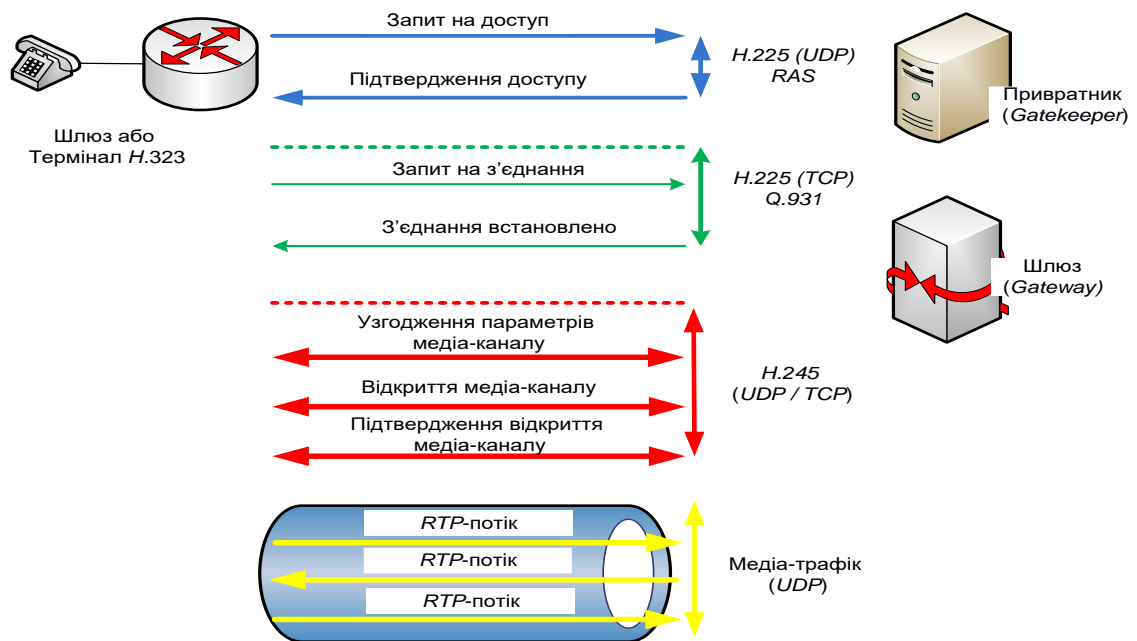 Запит на доступ
Підтвердження доступу
H.225 (UDP)
RAS
Шлюз або
Термінал H.323
Привратник
(Gatekeeper)
Запит на з’єднання
З’єднання встановлено
H.225 (TCP)
Q.931
Шлюз
(Gateway)
Узгодження параметрів
медіа-каналу
Відкриття медіа-каналу
Підтвердження відкриття
медіа-каналу
H.245
(UDP / TCP)
RTP-потік
RTP-потік
RTP-потік
Медіа-трафік
(UDP)